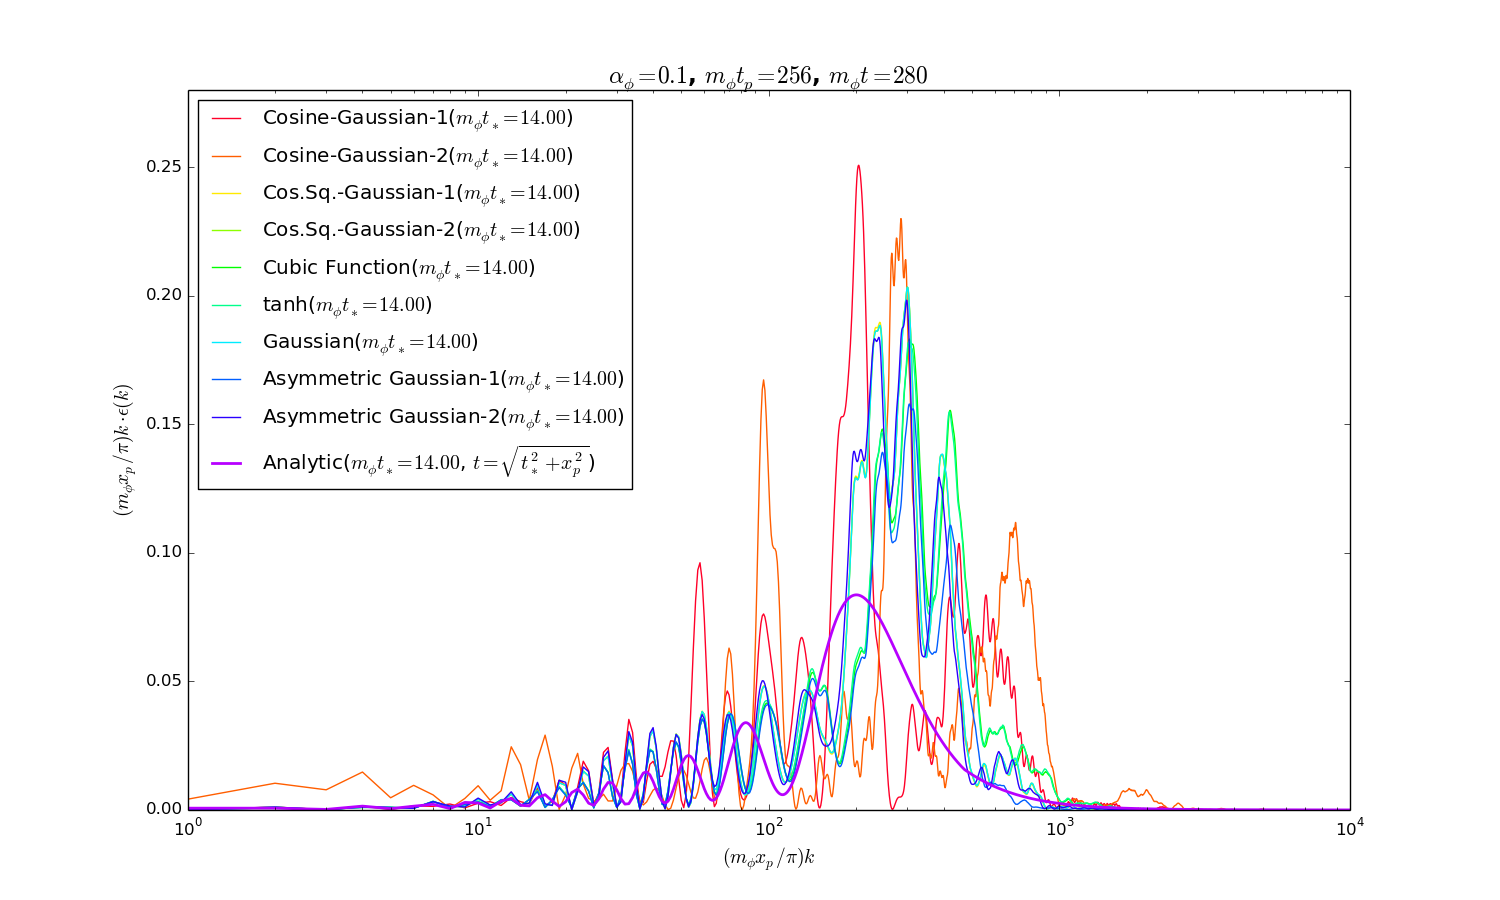 α_ϕ=0.1, m_ϕt_p=256, m_ϕt=280
Cosine-Gaussian-1(m_ϕt_*=14.00)
Cosine-Gaussian-2(m_ϕt_*=14.00)
Cos.Sq.-Gaussian-1(m_ϕt_*=14.00)
Cos.Sq.-Gaussian-2(m_ϕt_*=14.00)
Cubic Function(m_ϕt_*=14.00)
tanh(m_ϕt_*=14.00)
Gaussian(m_ϕt_*=14.00)
Asymmetric Gaussian-1(m_ϕt_*=14.00)
Asymmetric Gaussian-2(m_ϕt_*=14.00)
Analytic(m_ϕt_*=14.00, t=√(t_*^2+x_p^2))
(m_ϕx_p/π)k·ϵ(k)
0.25
0.20
0.15
0.10
0.05
0.00
10^0 10^1 10^2 10^3 10^4
(m_ϕx_p/π)k